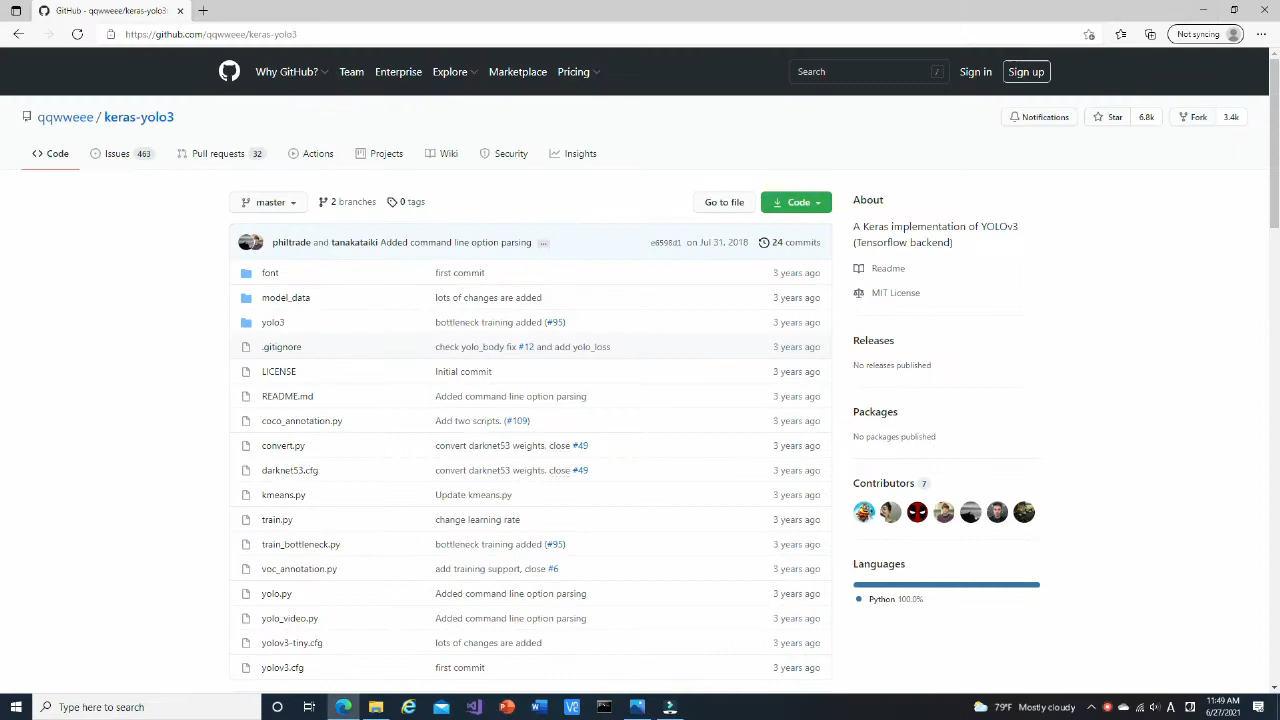 GitHub - qqwweee/keras-yolo3:
https://github.com/qqwweee/keras-yolo3
Not syncing
Why GitHub? Team Enterprise Explore Marketplace Pricing
Search /
Sign in Sign up
qqwweee / keras-yolo3
Notifications Star 6.8k Fork 3.4k
Code Issues 463 Pull requests 32 Actions Projects Wiki Security Insights
master 2 branches 0 tags Go to file Code
philtrade and tanakataiki Added command line option parsing ... e6598d1 on Jul 31, 2018 24 commits
font first commit 3 years ago
model_data lots of changes are added 3 years ago
yolo3 bottleneck training added (#95) 3 years ago
.gitignore check yolo_body fix #12 and add yolo_loss 3 years ago
LICENSE Initial commit 3 years ago
README.md Added command line option parsing 3 years ago
coco_annotation.py Add two scripts. (#109) 3 years ago
convert.py convert darknet53 weights. close #49 3 years ago
darknet53.cfg convert darknet53 weights. close #49 3 years ago
kmeans.py Update kmeans.py 3 years ago
train.py change learning rate 3 years ago
train_bottleneck.py bottleneck training added (#95) 3 years ago
voc_annotation.py add training support, close #6 3 years ago
yolo.py Added command line option parsing 3 years ago
yolo_video.py Added command line option parsing 3 years ago
yolov3-tiny.cfg lots of changes are added 3 years ago
yolov3.cfg first commit 3 years ago
About
A Keras implementation of YOLOv3
(Tensorflow backend)
Readme
MIT License
Releases
No releases published
Packages
No packages published
Contributors 7
Languages
Python 100.0%
Type here to search
79°F Mostly cloudy
A
11:49 AM
6/27/2021